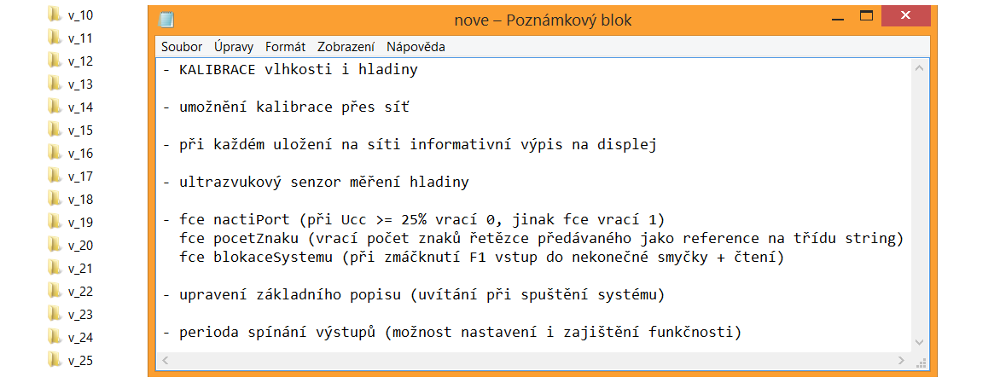 v_10
v_11
v_12
v_13
v_14
v_15
v_16
v_17
v_18
v_19
v_20
v_21
v_22
v_23
v_24
v_25
nove – Poznámkový blok
Soubor Úpravy Formát Zobrazení Nápověda
- KALIBRACE vlhkosti i hladiny
- umožnění kalibrace přes síť
- při každém uložení na síti informativní výpis na displej
- ultrazvukový senzor měření hladiny
- fce nactiPort (při Ucc >= 25% vrací 0, jinak fce vrací 1)
fce pocetZnaku (vrací počet znaků řetězce předávaného jako reference na třídu string)
fce blokaceSystemu (při zmáčknutí F1 vstup do nekonečné smyčky + čtení)
- upravení základního popisu (uvítání při spuštění systému)
- perioda spínání výstupů (možnost nastavení i zajištění funkčnosti)